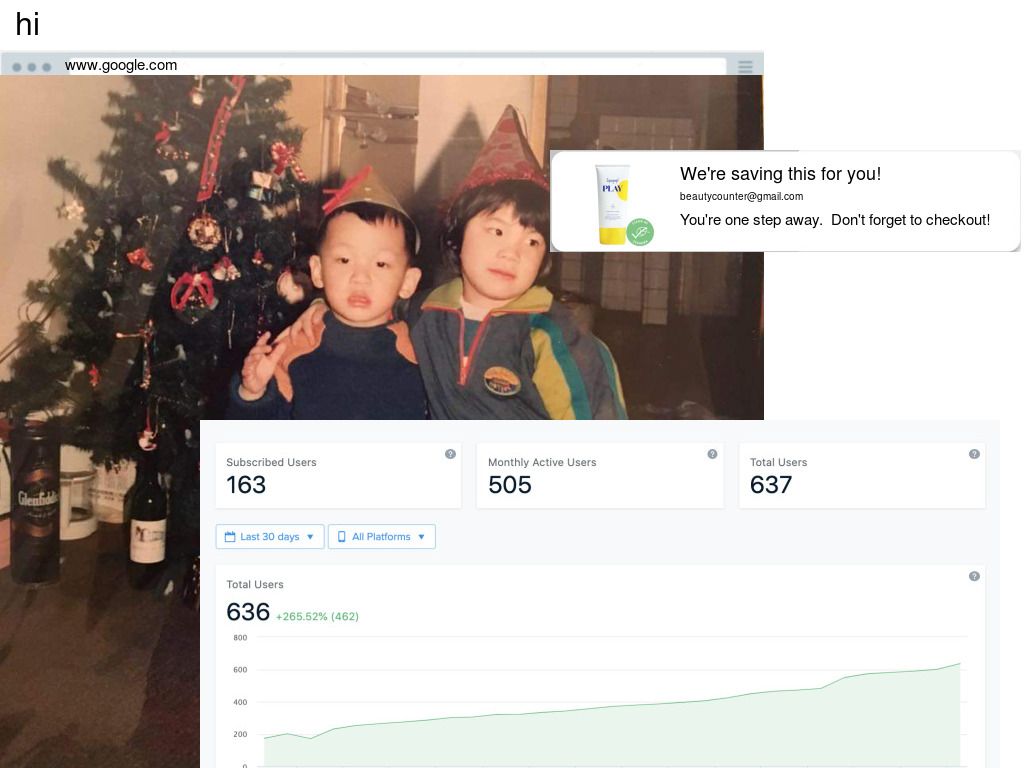 hi
www.google.com
We're saving this for you!
beautycounter@gmail.com
You're one step away.  Don't forget to checkout!
PLAY
Subscribed Users
163
Monthly Active Users
505
Total Users
637
Glenfiddich
Last 30 days
All Platforms
Total Users
636 +265.52% (462)
800
600
400
200
0